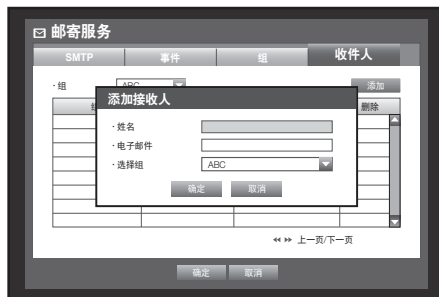 邮寄服务
SMTP 事件 组 收件人
·组 ABC 添加
删除
添加接收人
·姓名
·电子邮件
·选择组 ABC
确定 取消
上一页/下一页
确定 取消